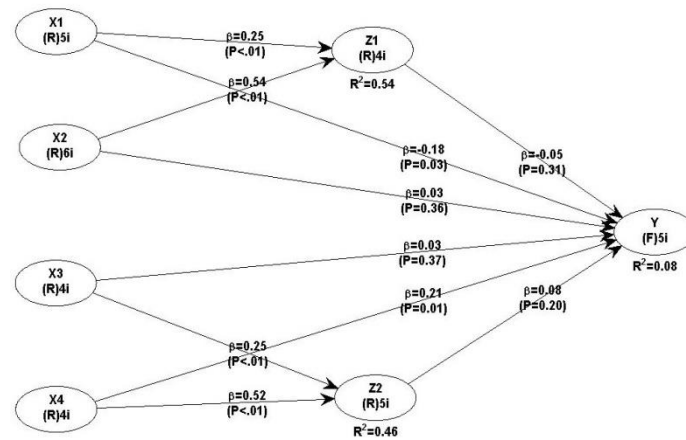 X1
(R)5i
β=0.25
(P<.01)
Z1
(R)4i
R²=0.54
β=0.54
(P<.01)
X2
(R)6i
β=-0.18
(P=0.03)
β=-0.05
(P=0.31)
β=0.03
(P=0.36)
Y
(F)5i
R²=0.08
X3
(R)4i
β=0.03
(P=0.37)
β=0.21
(P=0.01)
β=0.08
(P=0.20)
β=0.25
(P<.01)
X4
(R)4i
β=0.52
(P<.01)
Z2
(R)5i
R²=0.46